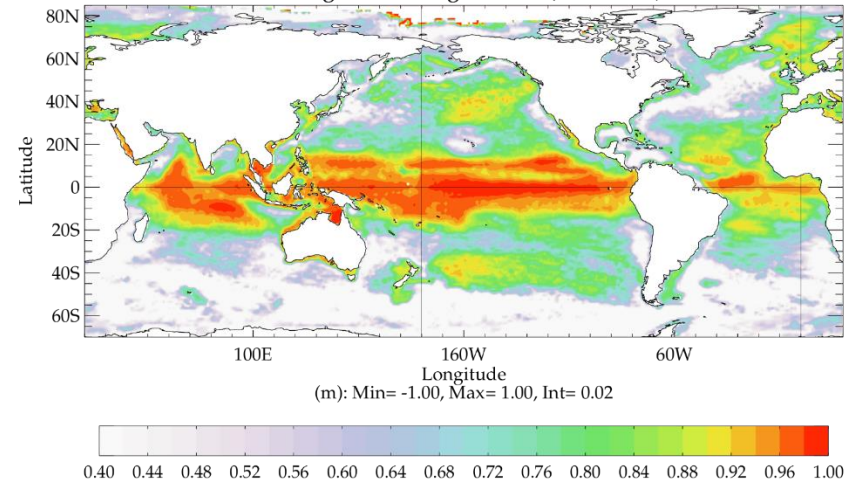 80N
60N
40N
20N
0
20S
40S
60S
Latitude
100E 160W 60W
Longitude
(m): Min= -1.00, Max= 1.00, Int= 0.02
0.40 0.44 0.48 0.52 0.56 0.60 0.64 0.68 0.72 0.76 0.80 0.84 0.88 0.92 0.96 1.00